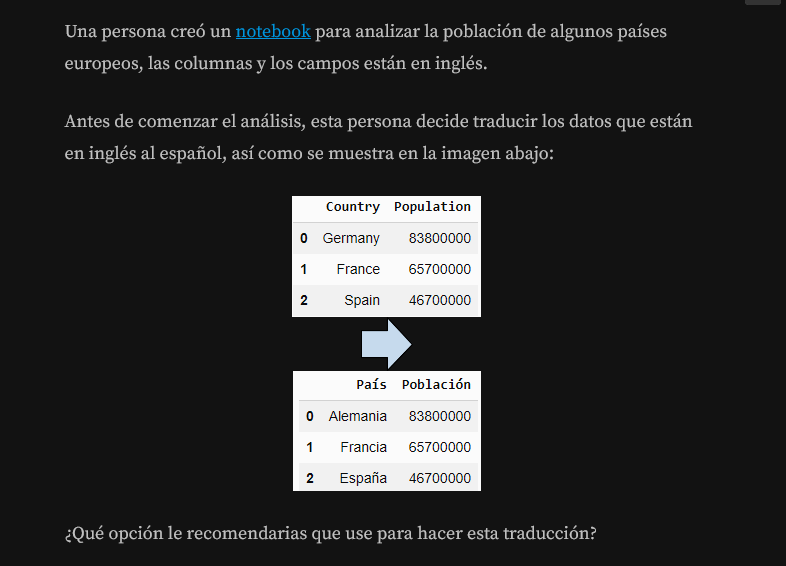 Una persona creó un notebook para analizar la población de algunos países
europeos, las columnas y los campos están en inglés.
Antes de comenzar el análisis, esta persona decide traducir los datos que están
en inglés al español, así como se muestra en la imagen abajo:
Country Population
0 Germany 83800000
1 France 65700000
2 Spain 46700000
País Población
0 Alemania 83800000
1 Francia 65700000
2 España 46700000
¿Qué opción le recomendarias que use para hacer esta traducción?